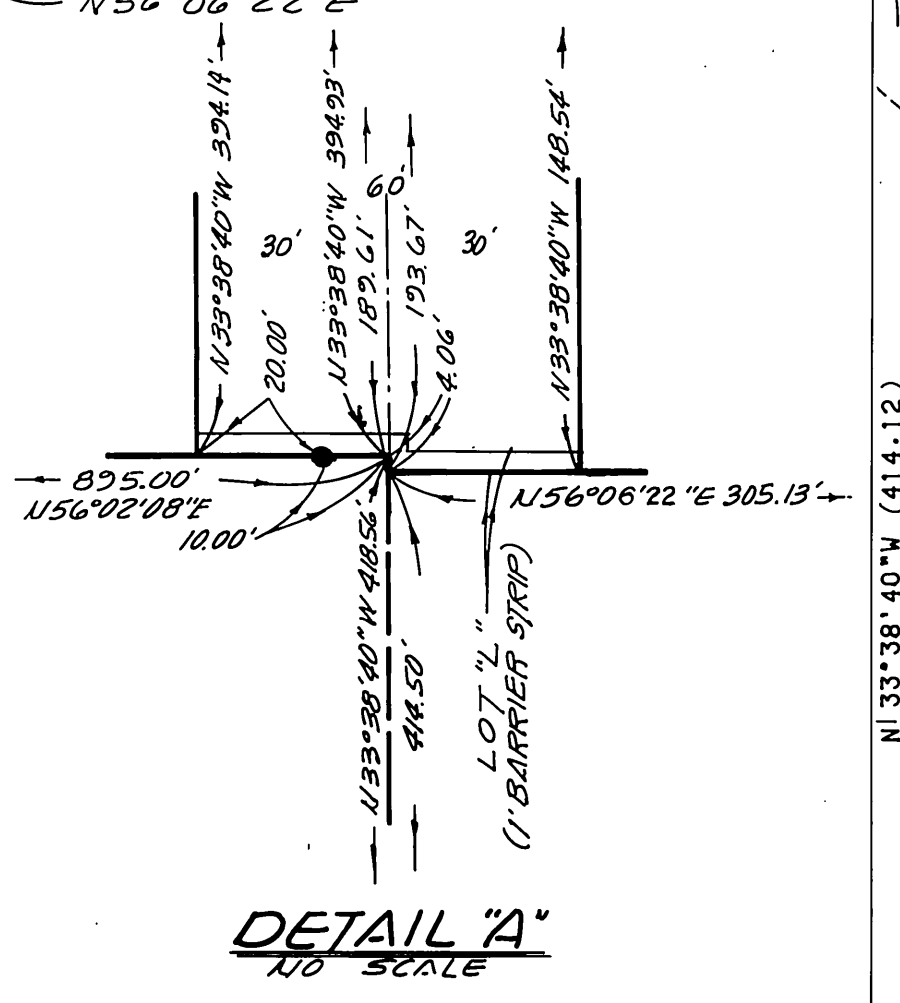 N56°06'22"E
N33°38'40"W 394.14'
N33°38'40"W 394.93'
189.61'
60'
193.67'
N33°38'40"W 148.54'
30'
30'
20.00'
4.06'
895.00'
N56°02'08"E
10.00'
N56°06'22"E 305.13'
N33°38'40"W 418.56'
414.50'
LOT "L"
(1' BARRIER STRIP)
N33°38'40"W (414.12)
DETAIL "A"
NO SCALE